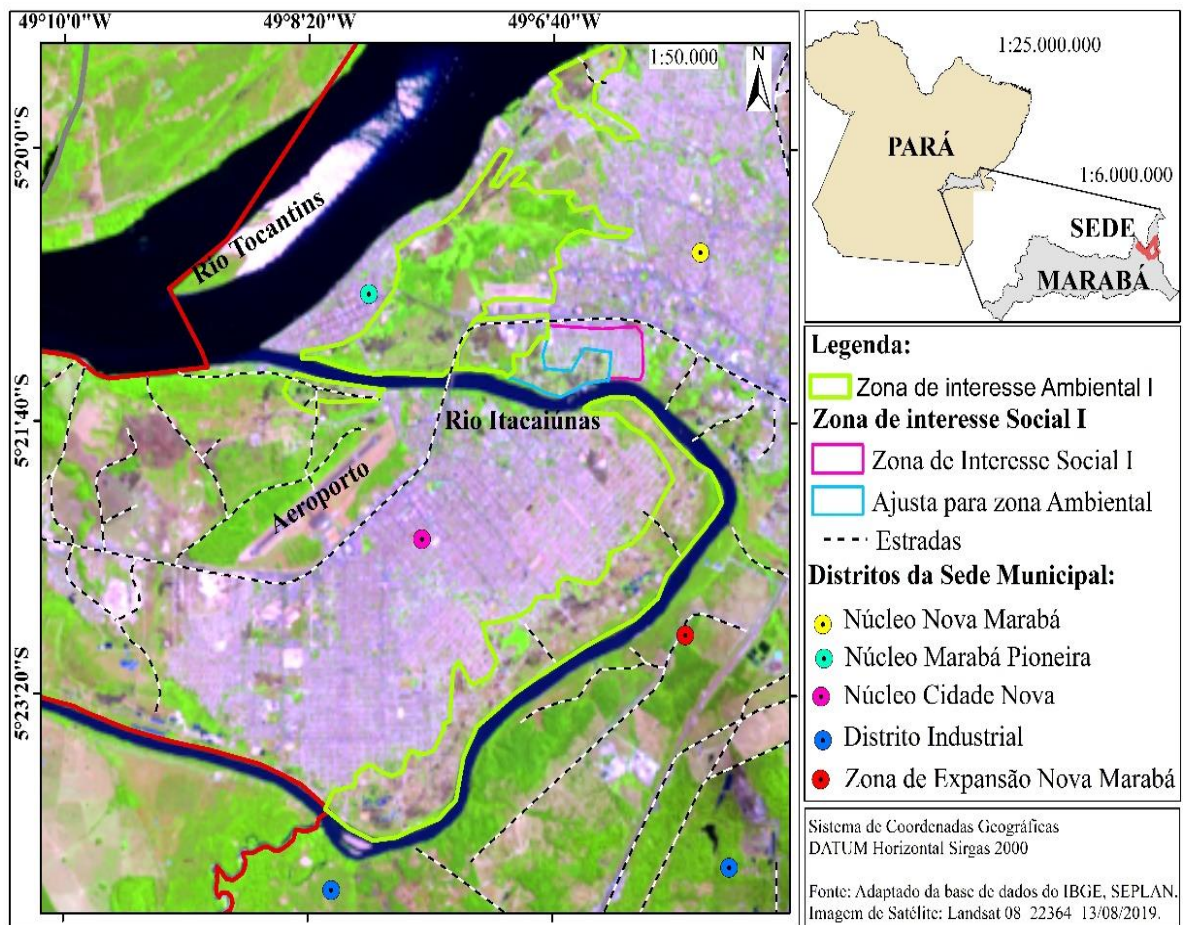 49°10'0"W
49°8'20"W
49°6'40"W
1:50.000
N
5°20'0"S
5°21'40"S
5°23'20"S
Rio Tocantins
Rio Itacaiúnas
Aeroporto
1:25.000.000
PARÁ
1:6.000.000
SEDE
MARABÁ
Legenda:
Zona de interesse Ambiental I
Zona de interesse Social I
Zona de Interesse Social I
Ajusta para zona Ambiental
Estradas
Distritos da Sede Municipal:
Núcleo Nova Marabá
Núcleo Marabá Pioneira
Núcleo Cidade Nova
Distrito Industrial
Zona de Expansão Nova Marabá
Sistema de Coordenadas Geográficas
DATUM Horizontal Sirgas 2000
Fonte: Adaptado da base de dados do IBGE, SEPLAN.
Imagem de Satélite: Landsat 08 22364 13/08/2019.